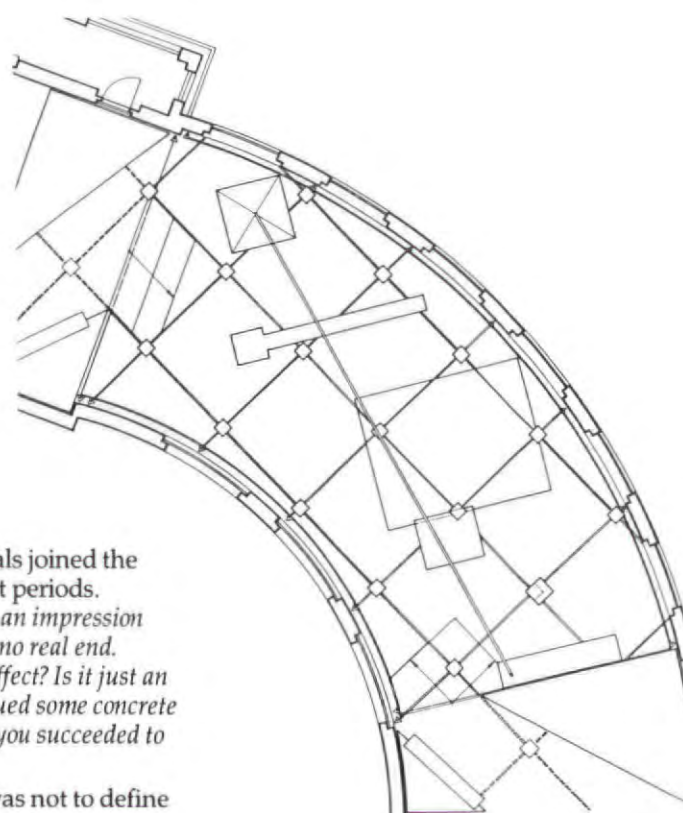 als joined the
t periods.
an impression
no real end.
ffect? Is it just an
ued some concrete
you succeeded to
was not to define